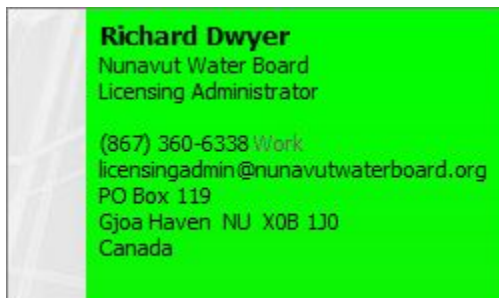 Richard Dwyer
Nunavut Water Board
Licensing Administrator
(867) 360-6338 Work
licensingadmin@nunavutwaterboard.org
PO Box 119
Gjoa Haven  NU  X0B 1J0
Canada